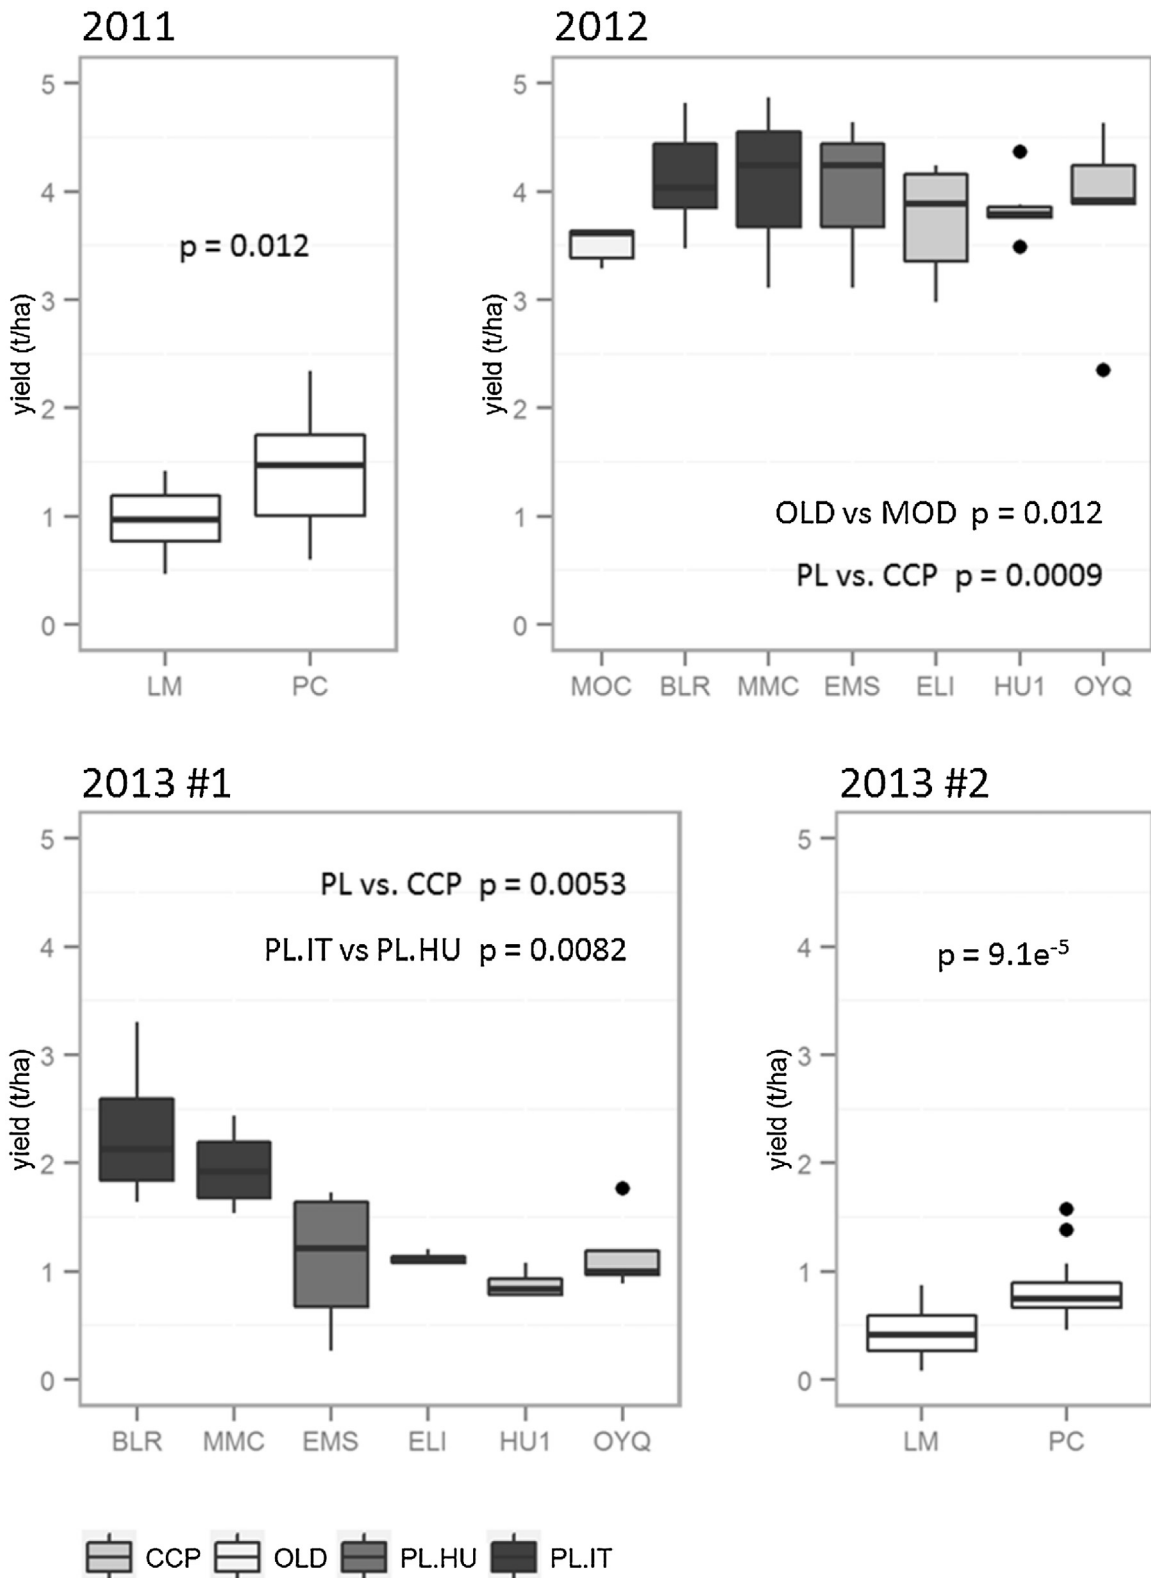 2011
2012
yield (t/ha)
5
4
3
2
1
0
p = 0.012
LM PC
yield (t/ha)
5
4
3
2
1
0
OLD vs MOD p = 0.012
PL vs. CCP p = 0.0009
MOC BLR MMC EMS ELI HU1 OYQ
2013 #1
2013 #2
yield (t/ha)
5
4
3
2
1
0
PL vs. CCP p = 0.0053
PL.IT vs PL.HU p = 0.0082
BLR MMC EMS ELI HU1 OYQ
yield (t/ha)
5
4
3
2
1
0
p = 9.1e⁻⁵
LM PC
CCP OLD PL.HU PL.IT